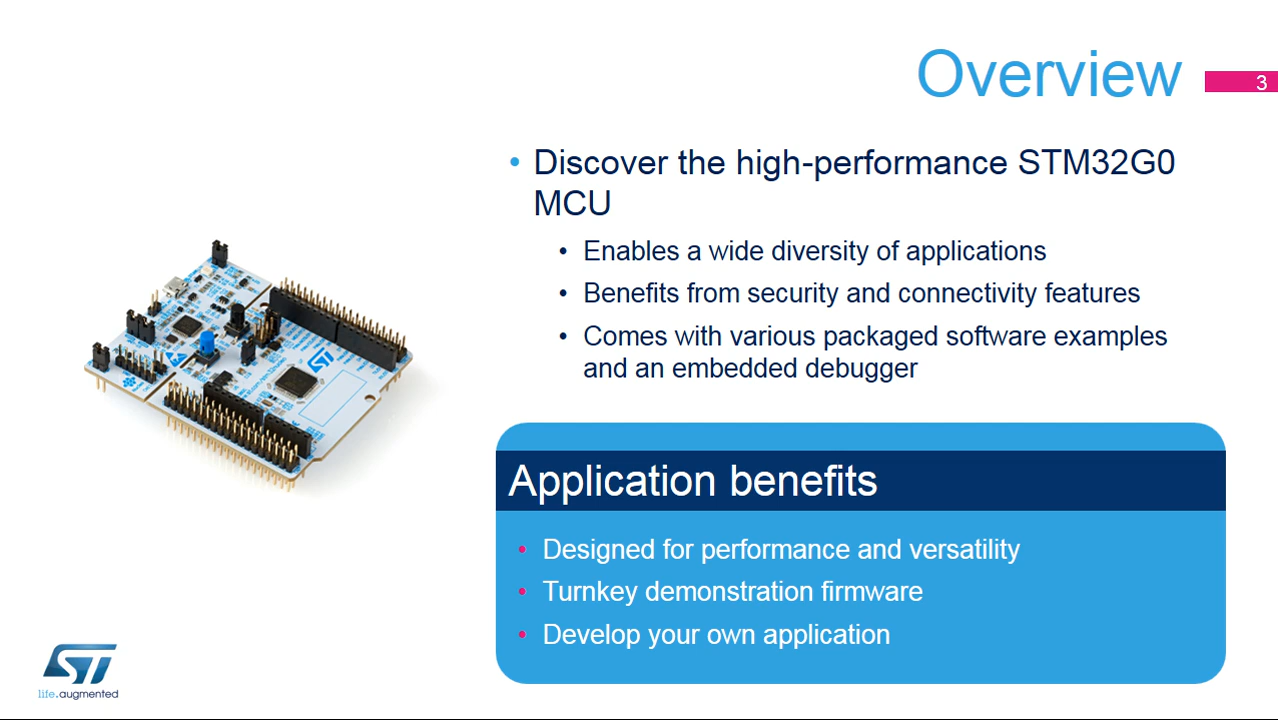 Overview
3
• Discover the high-performance STM32G0
MCU
• Enables a wide diversity of applications
• Benefits from security and connectivity features
• Comes with various packaged software examples
and an embedded debugger
Application benefits
• Designed for performance and versatility
• Turnkey demonstration firmware
• Develop your own application
ST
life.augmented